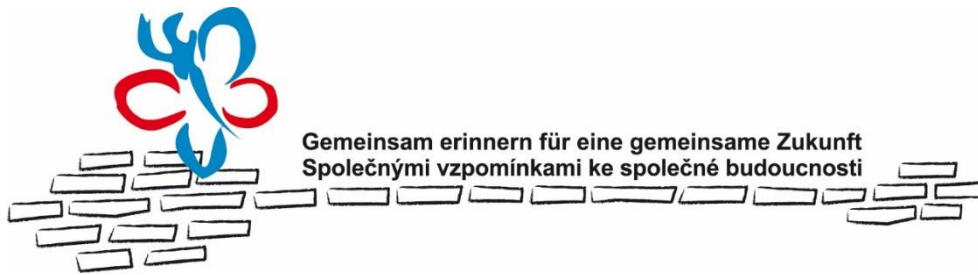 Gemeinsam erinnern für eine gemeinsame Zukunft
Společnými vzpomínkami ke společné budoucnosti